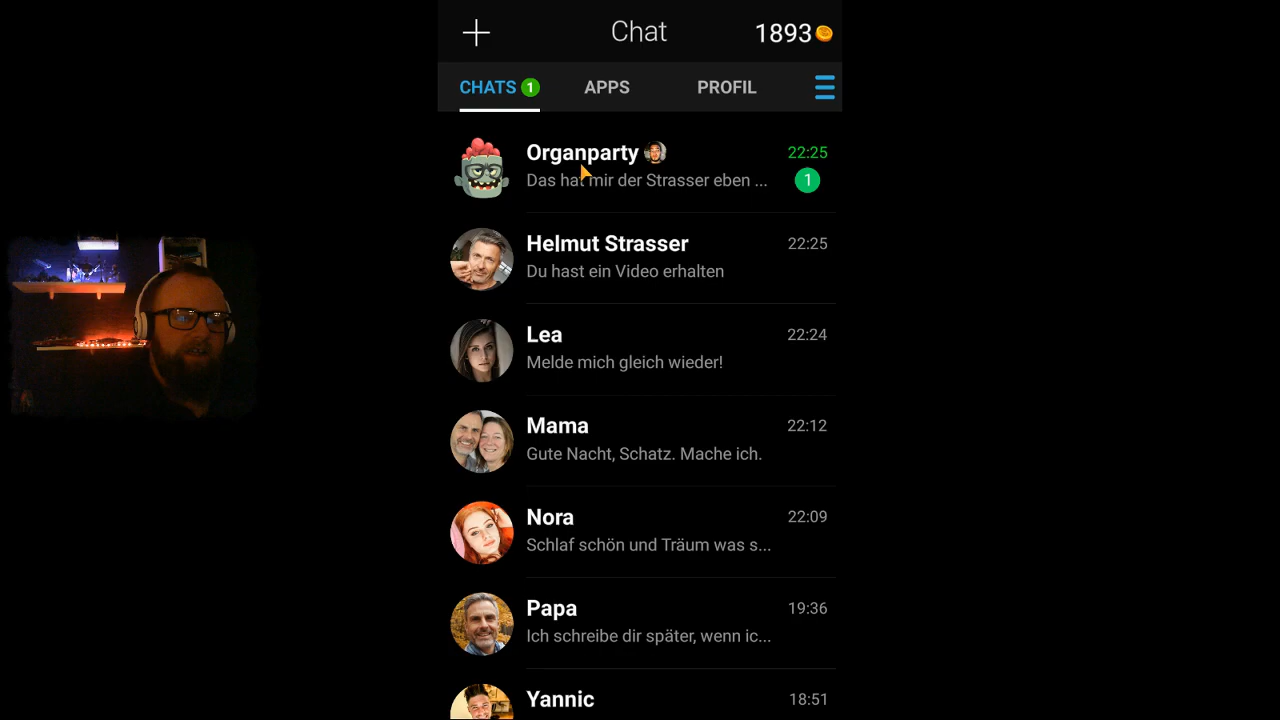 Chat
1893
CHATS 1
APPS
PROFIL
Organparty
22:25
Das hat mir der Strasser eben ...
1
Helmut Strasser
22:25
Du hast ein Video erhalten
Lea
22:24
Melde mich gleich wieder!
Mama
22:12
Gute Nacht, Schatz. Mache ich.
Nora
22:09
Schlaf schön und Träum was s...
Papa
19:36
Ich schreibe dir später, wenn ic...
Yannic
18:51